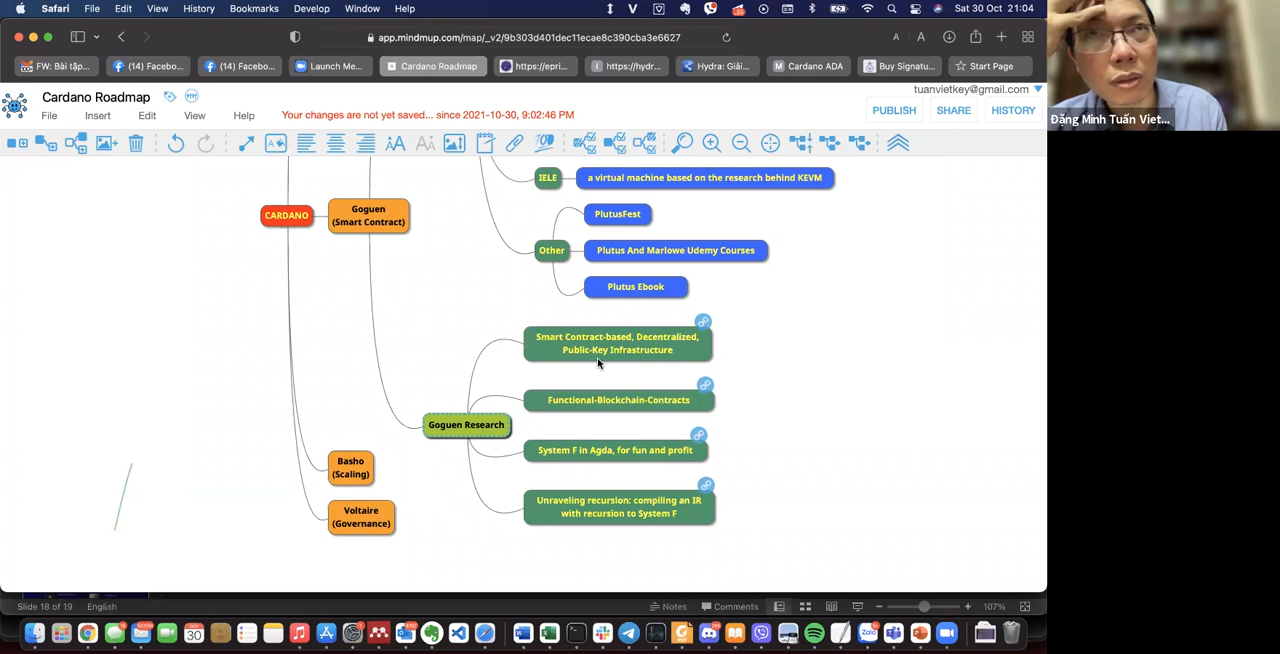 Safari File Edit View History Bookmarks Develop Window Help Sat 30 Oct 21:04
app.mindmup.com/map/_v2/9b303d401dec11ecae8c390cba3e6627
FW: Bài tập... (14) Facebo... (14) Facebo... Launch Me... Cardano Roadmap https://epri... https://hydr... Hydra: Giải... Cardano ADA Buy Signatu... Start Page
Cardano Roadmap
tuanvietkey@gmail.com
File Insert Edit View Help
Your changes are not yet saved... since 2021-10-30, 9:02:46 PM
PUBLISH SHARE HISTORY
Đặng Minh Tuấn Viet...
IELE
a virtual machine based on the research behind KEVM
CARDANO
Goguen
(Smart Contract)
PlutusFest
Other
Plutus And Marlowe Udemy Courses
Plutus Ebook
Smart Contract-based, Decentralized,
Public-Key Infrastructure
Functional-Blockchain-Contracts
Goguen Research
System F in Agda, for fun and profit
Basho
(Scaling)
Unraveling recursion: compiling an IR
with recursion to System F
Voltaire
(Governance)
Slide 18 of 19 English Notes Comments 107%